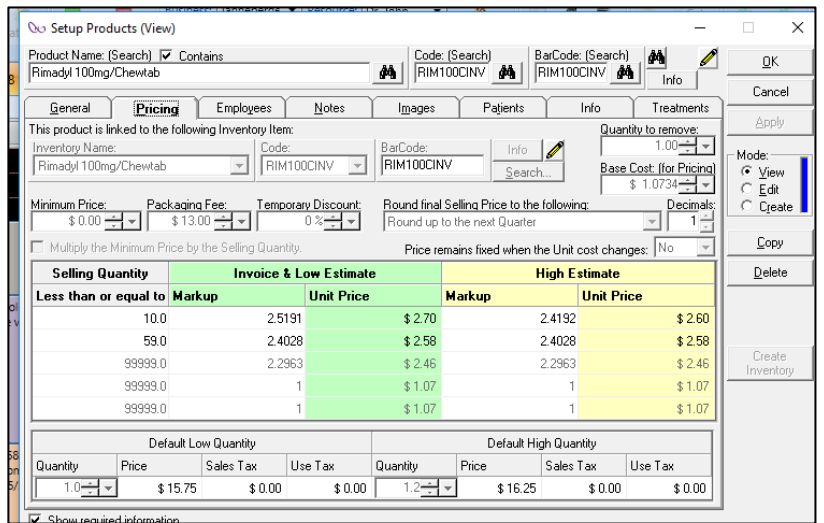 Setup Products (View)
Product Name: (Search) Contains Code: (Search) BarCode: (Search)
Rimadyl 100mg/Chewtab RIM100CINV RIM100CINV Info
OK
Cancel
Apply
General Pricing Employees Notes Images Patients Info Treatments
This product is linked to the following Inventory Item: Quantity to remove:
1.00
Inventory Name: Code: BarCode: Info
Rimadyl 100mg/Chewtab RIM100CINV RIM100CINV Search...
Base Cost: (for Pricing)
$ 1.0734
Mode:
View
Edit
Create
Minimum Price: Packaging Fee: Temporary Discount: Round final Selling Price to the following: Decimals:
$ 0.00 $ 13.00 0 % Round up to the next Quarter 1
Multiply the Minimum Price by the Selling Quantity. Price remains fixed when the Unit cost changes: No
Copy
Delete
Create
Inventory
Selling Quantity Invoice & Low Estimate High Estimate
Less than or equal to Markup Unit Price Markup Unit Price
10.0 2.5191 $ 2.70 2.4192 $ 2.60
59.0 2.4028 $ 2.58 2.4028 $ 2.58
99999.0 2.2963 $ 2.46 2.2963 $ 2.46
99999.0 1 $ 1.07 1 $ 1.07
99999.0 1 $ 1.07 1 $ 1.07
Default Low Quantity Default High Quantity
Quantity Price Sales Tax Use Tax Quantity Price Sales Tax Use Tax
1.0 $ 15.75 $ 0.00 $ 0.00 1.2 $ 16.25 $ 0.00 $ 0.00
Show required information